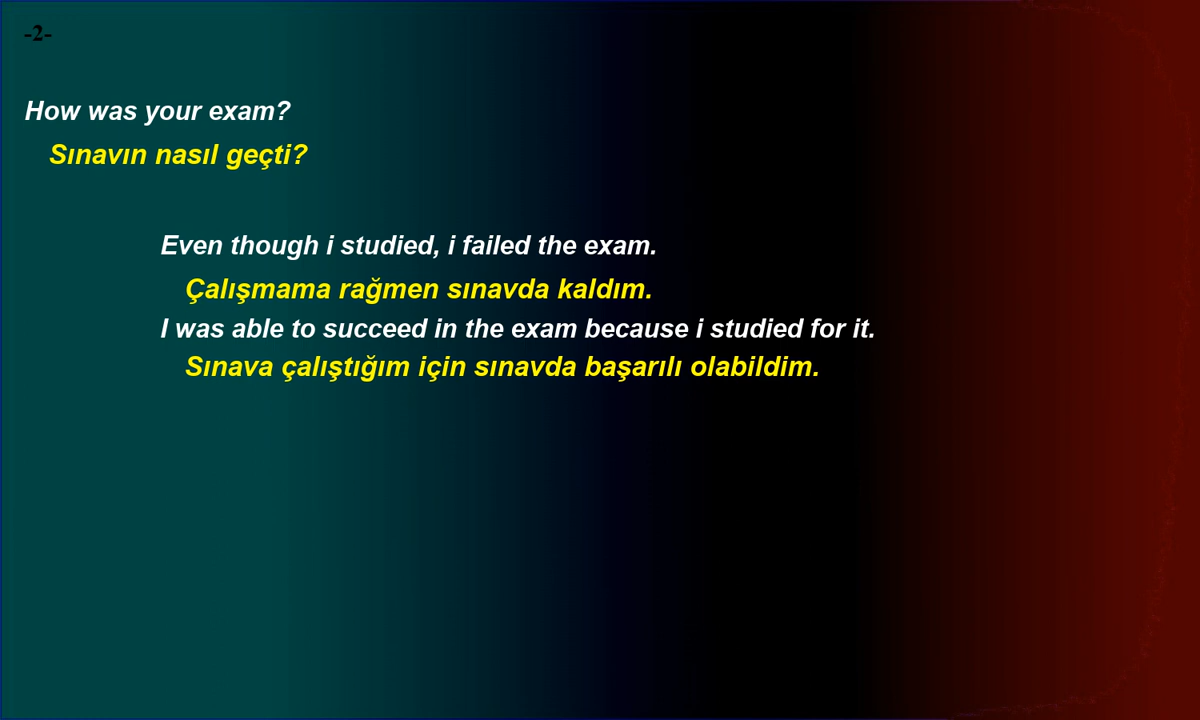 -2-
How was your exam?
Sınavın nasıl geçti?
Even though i studied, i failed the exam.
Çalışmama rağmen sınavda kaldım.
I was able to succeed in the exam because i studied for it.
Sınava çalıştığım için sınavda başarılı olabildim.